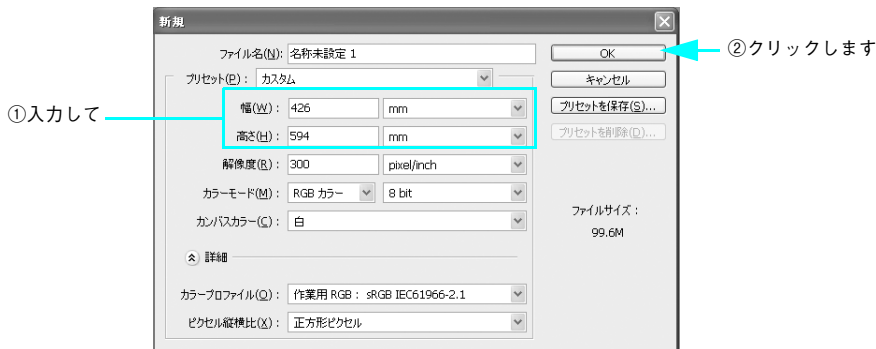 新規
ファイル名(N): 名称未設定 1
OK
②クリックします
プリセット(P): カスタム
キャンセル
①入力して
幅(W): 426 mm
プリセットを保存(S)...
高さ(H): 594 mm
プリセットを削除(D)...
解像度(R): 300 pixel/inch
カラーモード(M): RGB カラー 8 bit
カンバスカラー(C): 白
ファイルサイズ:
99.6M
詳細
カラープロファイル(O): 作業用 RGB: sRGB IEC61966-2.1
ピクセル縦横比(X): 正方形ピクセル